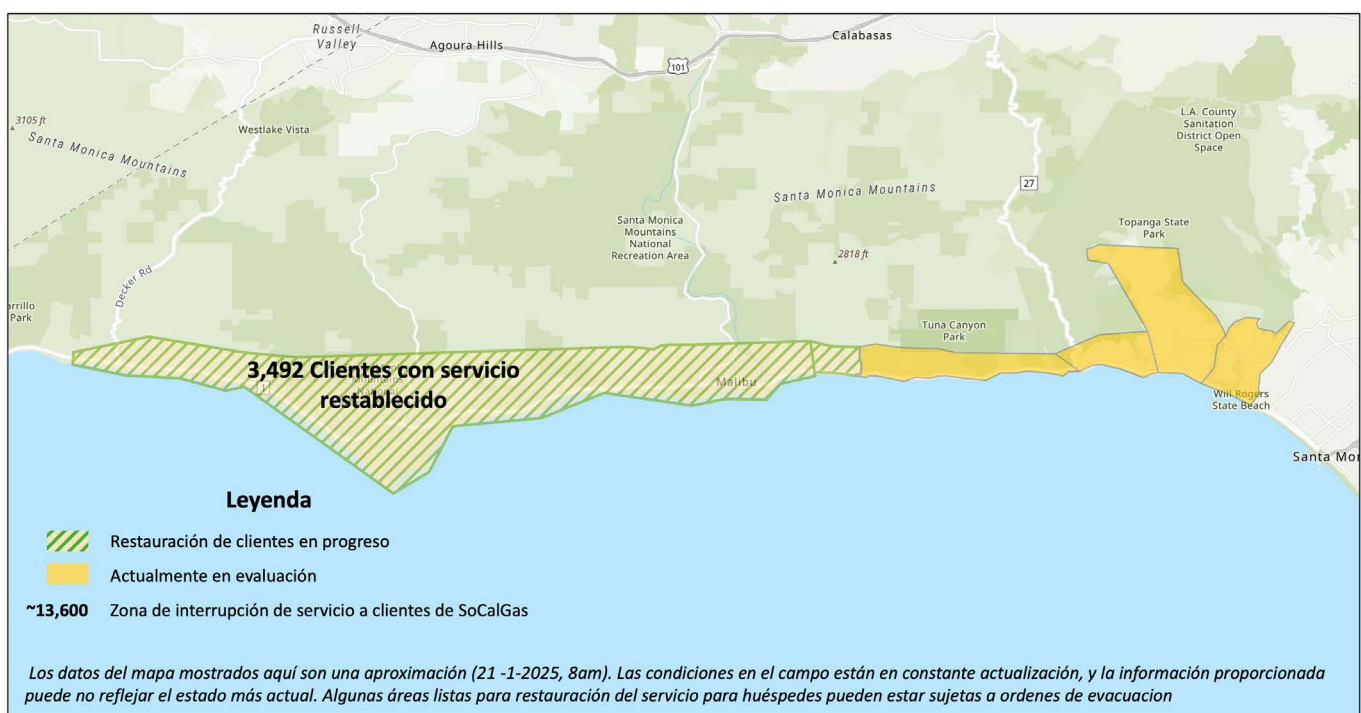 Russell
Valley
Agoura Hills
101
Calabasas
3105 ft
Santa Monica Mountains
Westlake Vista
L.A. County
Sanitation
District Open
Space
Santa Monica Mountains
27
Santa Monica
Mountains
National
Recreation Area
2818 ft
Topanga State
Park
Decker Rd
arrillo
Park
Tuna Canyon
Park
3,492 Clientes con servicio
restablecido
Mountains
National
1
Malibu
Will Rogers
State Beach
Santa Mon
Leyenda
Restauración de clientes en progreso
Actualmente en evaluación
~13,600 Zona de interrupción de servicio a clientes de SoCalGas
Los datos del mapa mostrados aquí son una aproximación (21 -1-2025, 8am). Las condiciones en el campo están en constante actualización, y la información proporcionada
puede no reflejar el estado más actual. Algunas áreas listas para restauración del servicio para huéspedes pueden estar sujetas a ordenes de evacuacion